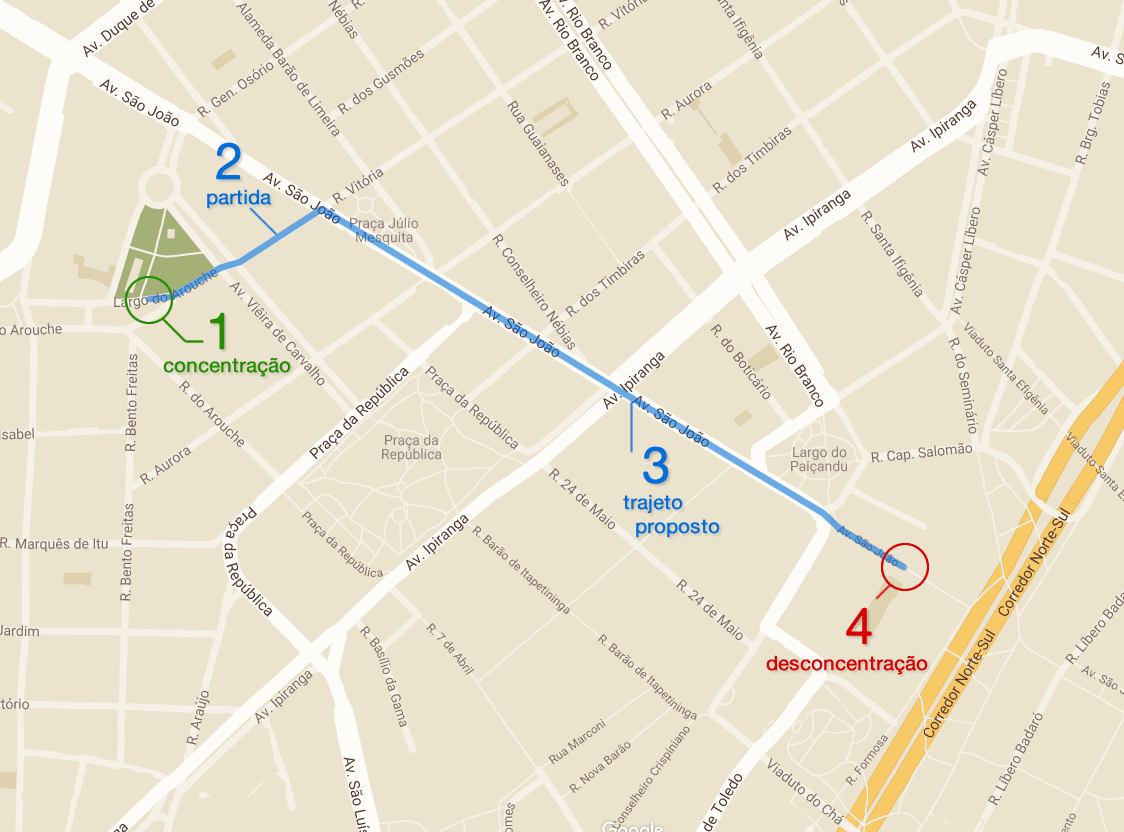 Av. Duque de
Alameda Barão de Limeira
Nébias
R. dos Gusmões
R. Gen. Osório
Av. São João
Av. Rio Branco
Av. Rio Branco
R. Vitória
Santa Ifigênia
Av. S
R. Aurora
Rua Guaianases
R. dos Timbiras
Av. Ipiranga
Av. Cásper Líbero
R. Brg. Tobias
2
partida
Av. São João
R. Vitória
Praça Júlio
Mesquita
Av. Ipiranga
R. Santa Ifigênia
Av. Cásper Líbero
R. Conselheiro Nébias
R. dos Timbiras
Largo do Arouche
1
concentração
o Arouche
Av. Viêira de Carvalho
Av. São João
Av. Ipiranga
R. do Boticário
Av. Rio Branco
R. do Seminário
Viaduto Santa Efigênia
R. Bento Freitas
R. do Arouche
Praça da República
Praça da República
Av. São João
Isabel
R. Aurora
Praça da
República
3
trajeto
proposto
Largo do
Paiçandu
R. Cap. Salomão
Viaduto Santa E
R. 24 de Maio
R. Bento Freitas
R. Marquês de Itu
Praça da República
Praça da República
Av. Ipiranga
R. Barão de Itapetininga
Av. São João
Corredor Norte-Sul
4
desconcentração
R. 24 de Maio
Jardim
R. Basílio da Gama
R. 7 de Abril
R. Barão de Itapetininga
Corredor Norte-Sul
R. Líbero Badaró
Av. São Jo
tório
R. Araújo
Av. Ipiranga
Rua Marconi
R. Nova Barão
Conselheiro Crispiniano
R. Formosa
R. Líbero Badaró
Av. São Luís
de Toledo
Viaduto do Chá
Google